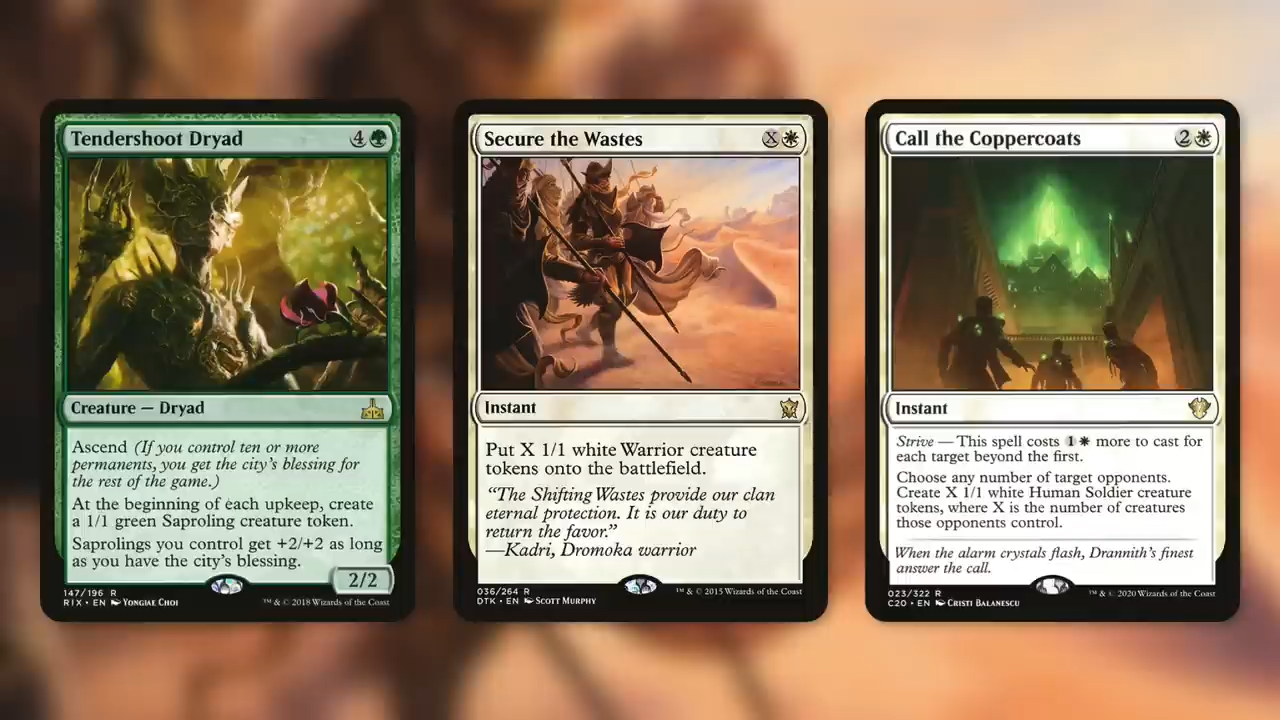 Tendershoot Dryad 4
Creature — Dryad
Ascend (If you control ten or more
permanents, you get the city's blessing for
the rest of the game.)
At the beginning of each upkeep, create
a 1/1 green Saproling creature token.
Saprolings you control get +2/+2 as long
as you have the city's blessing.
2/2
147/196 R
RIX • EN Yongjae Choi
™ & © 2018 Wizards of the Coast
Secure the Wastes X
Instant
Put X 1/1 white Warrior creature
tokens onto the battlefield.
"The Shifting Wastes provide our clan
eternal protection. It is our duty to
return the favor."
—Kadri, Dromoka warrior
036/264 R
DTK • EN Scott Murphy
™ & © 2015 Wizards of the Coast
Call the Coppercoats 2
Instant
Strive — This spell costs 1 more to cast for
each target beyond the first.
Choose any number of target opponents.
Create X 1/1 white Human Soldier creature
tokens, where X is the number of creatures
those opponents control.
When the alarm crystals flash, Drannith's finest
answer the call.
023/322 R
C20 • EN Cristi Balanescu
™ & © 2020 Wizards of the Coast